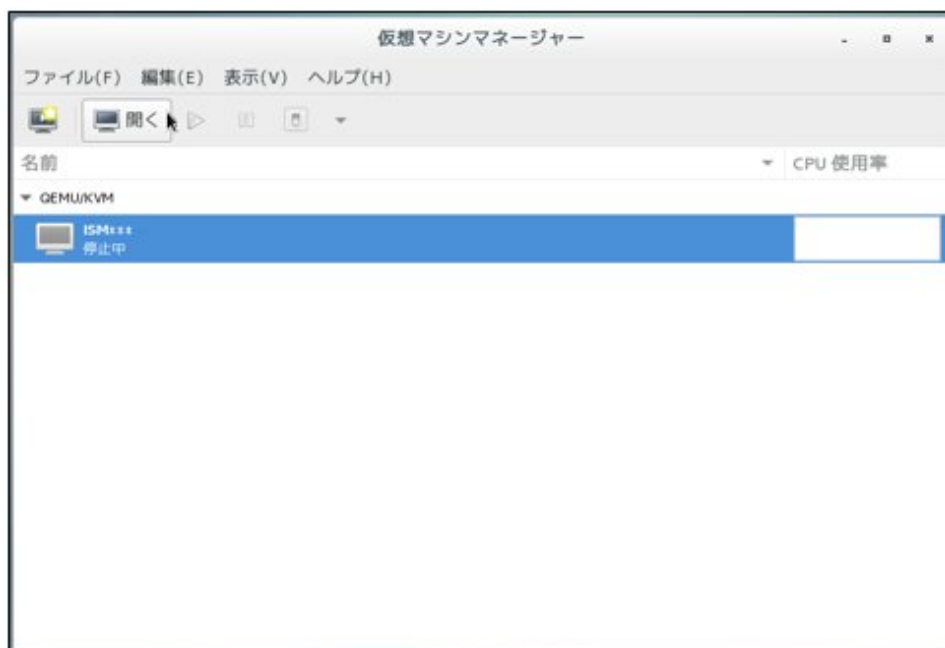 仮想マシンマネージャー
ファイル(F) 編集(E) 表示(V) ヘルプ(H)
開く
名前 CPU 使用率
QEMU/KVM
ISM***
停止中